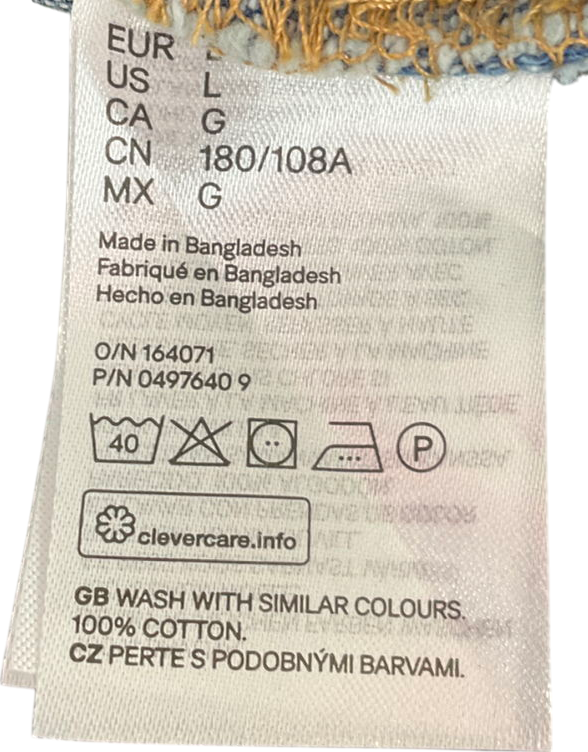 EUR
US L
CA G
CN 180/108A
MX G
Made in Bangladesh
Fabriqué en Bangladesh
Hecho en Bangladesh
O/N 164071
P/N 0497640 9
40 P
clevercare.info
GB WASH WITH SIMILAR COLOURS.
100% COTTON.
CZ PERTE S PODOBNÝMI BARVAMI.